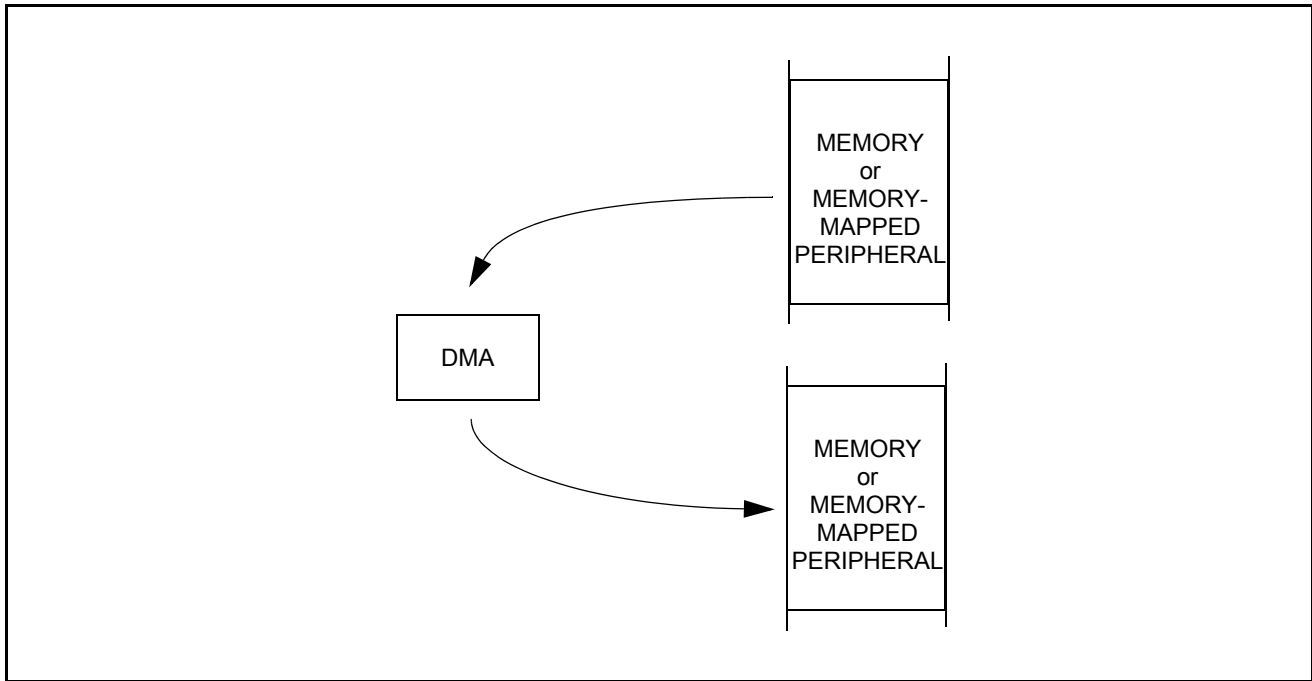 MEMORY
or
MEMORY-
MAPPED
PERIPHERAL
DMA
MEMORY
or
MEMORY-
MAPPED
PERIPHERAL